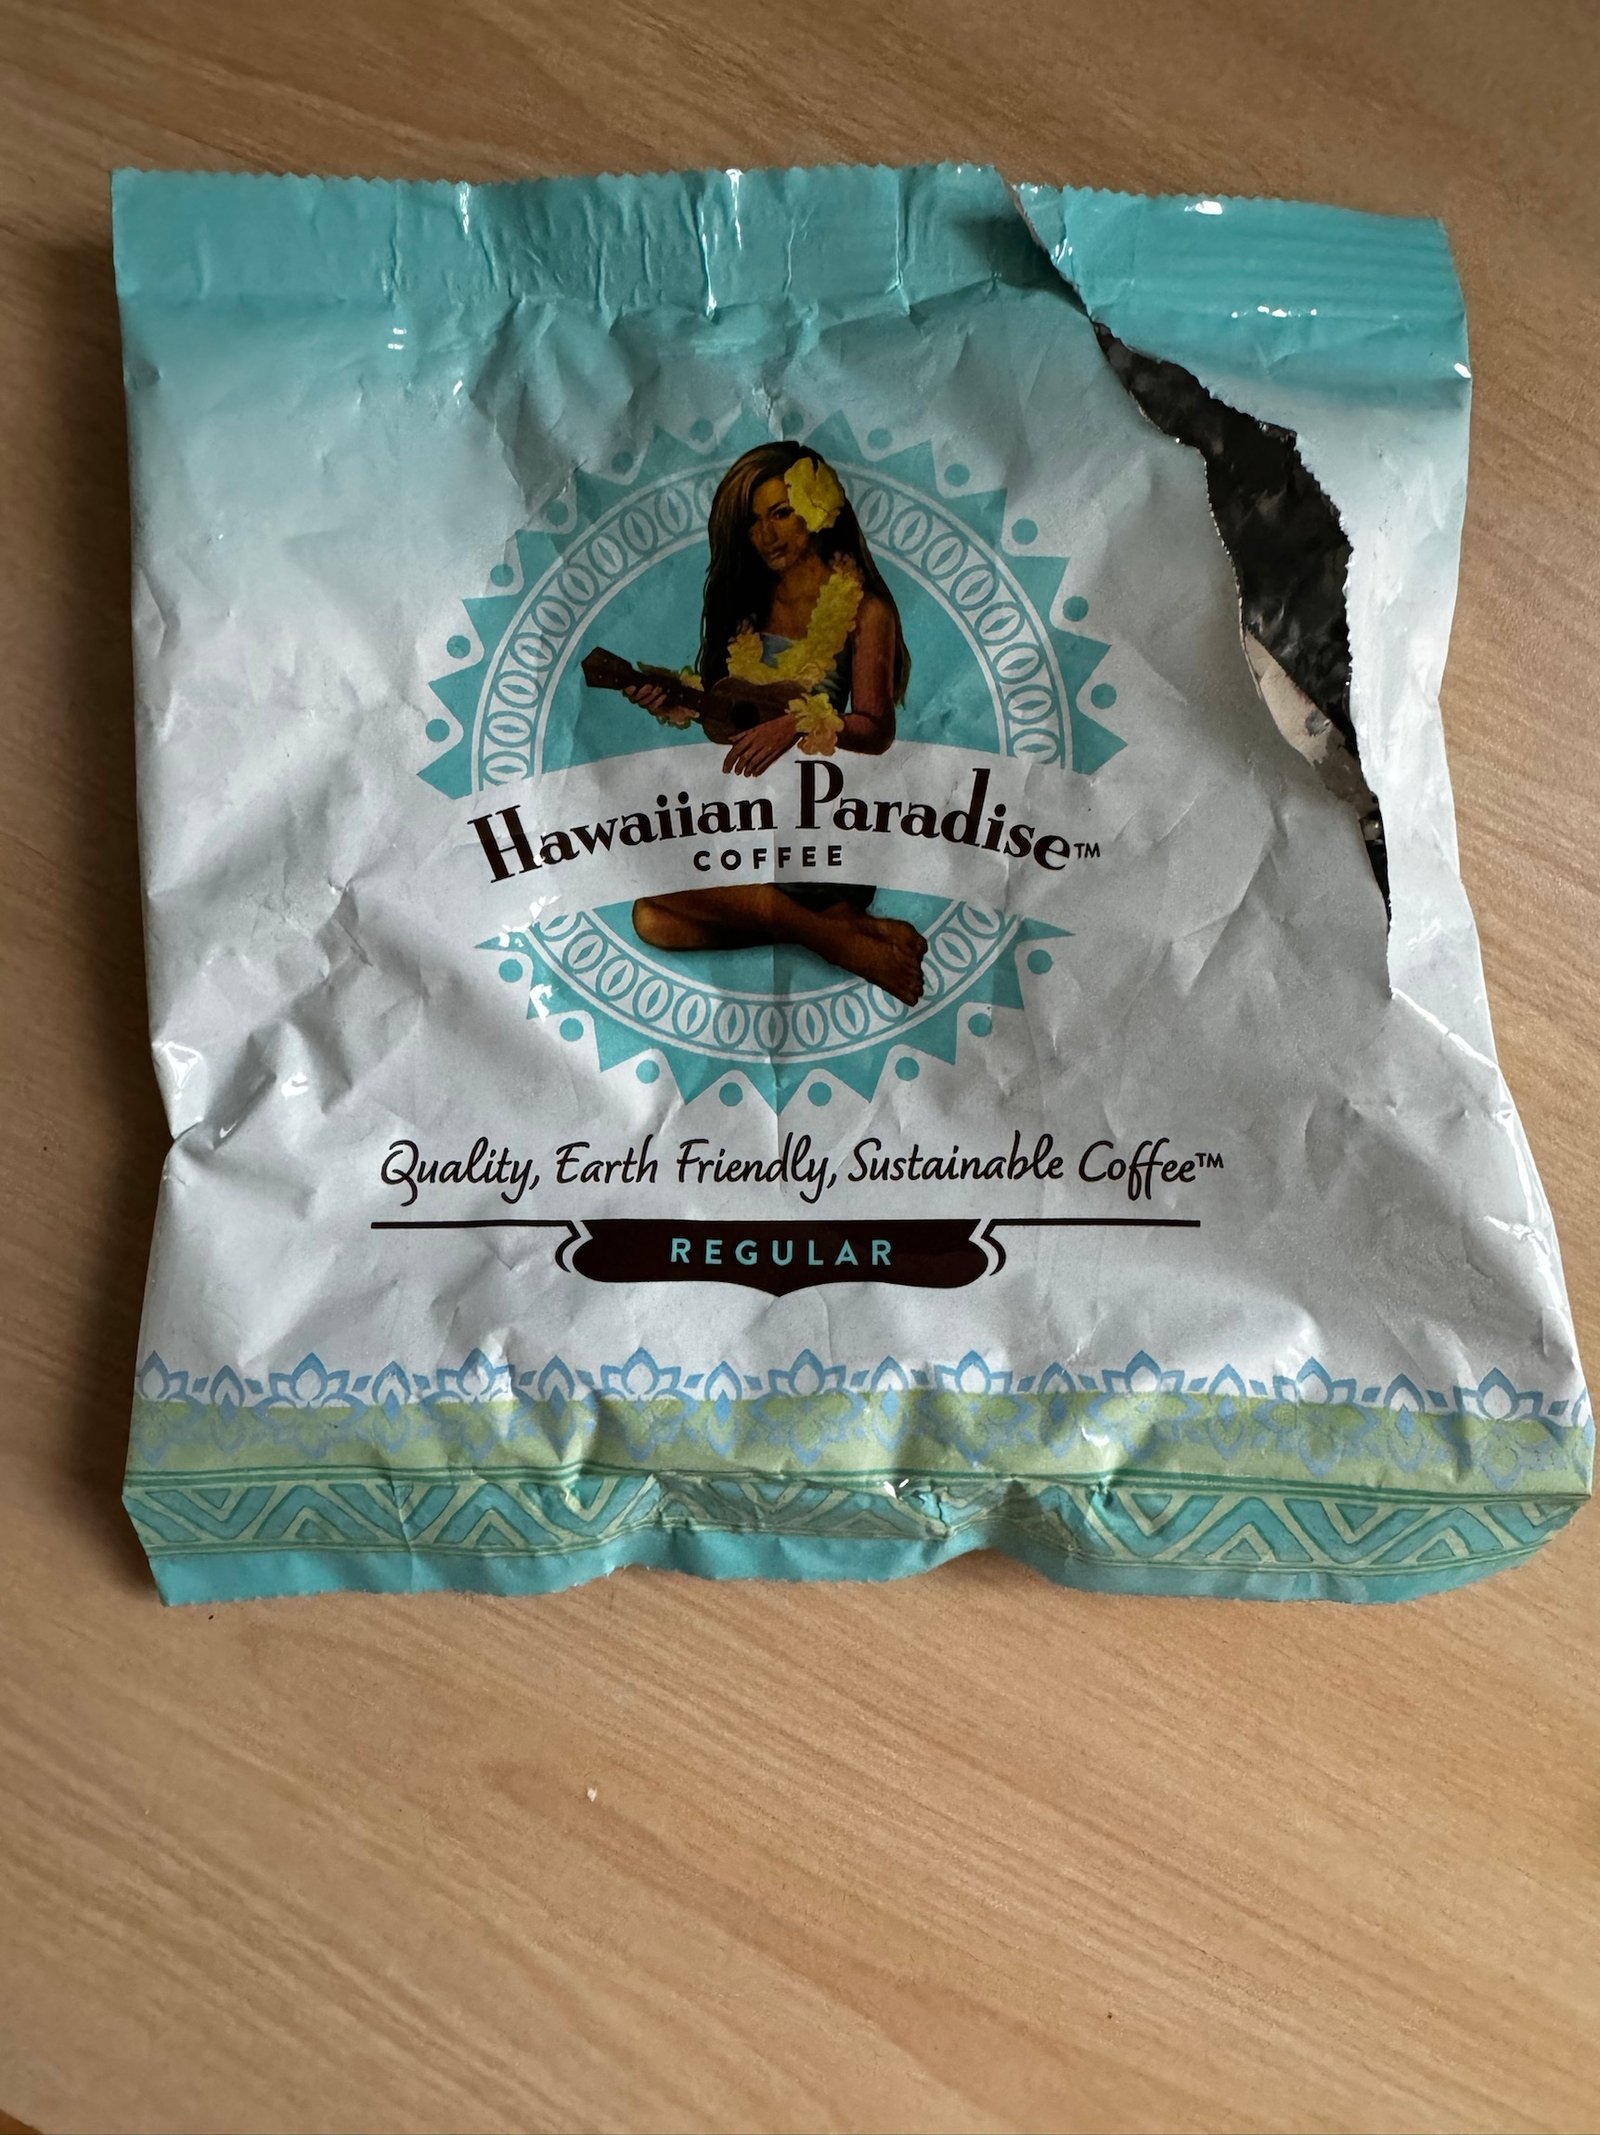 Hawaiian Paradise™
COFFEE
Quality, Earth Friendly, Sustainable Coffee™
REGULAR